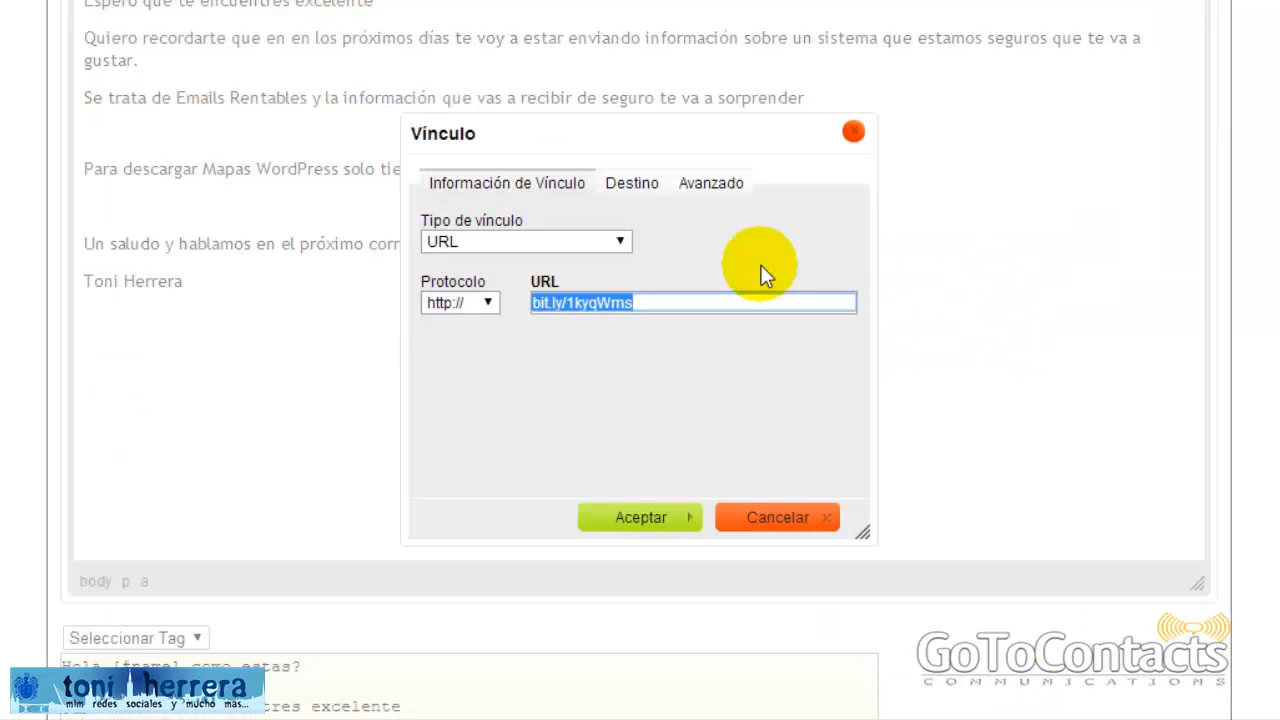 Espero que te encuentres excelente
Quiero recordarte que en en los próximos días te voy a estar enviando información sobre un sistema que estamos seguros que te va a
gustar.
Se trata de Emails Rentables y la información que vas a recibir de seguro te va a sorprender
Vínculo
Para descargar Mapas WordPress solo tie
Información de Vínculo Destino Avanzado
Tipo de vínculo
URL
Un saludo y hablamos en el próximo corr
Toni Herrera
Protocolo URL
http:// bit.ly/1kyqWms
Aceptar Cancelar
body p a
Seleccionar Tag
Hola [#name] como estas?
tres excelente
GoToContacts
COMMUNICATIONS
toni herrera
mlm redes sociales y mucho más...